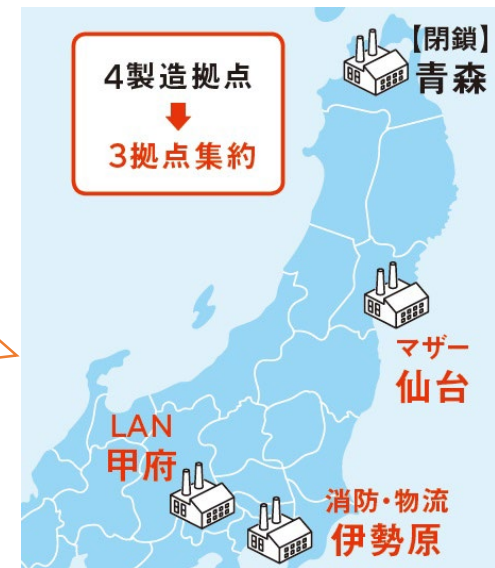 4製造拠点
3拠点集約
【閉鎖】
青森
マザー
仙台
LAN
甲府
消防・物流
伊勢原